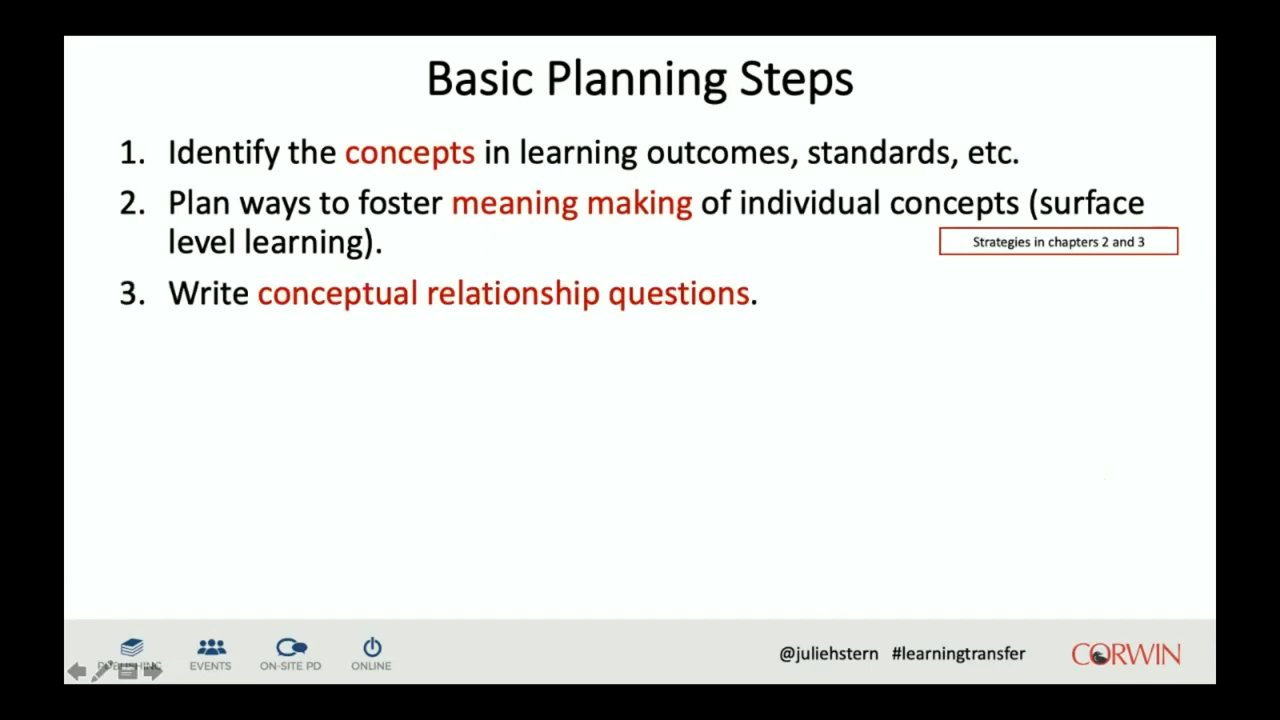 Basic Planning Steps
1. Identify the concepts in learning outcomes, standards, etc.
2. Plan ways to foster meaning making of individual concepts (surface
level learning).
Strategies in chapters 2 and 3
3. Write conceptual relationship questions.
PUBLISHING EVENTS ON-SITE PD ONLINE
@juliehstern #learningtransfer CORWIN